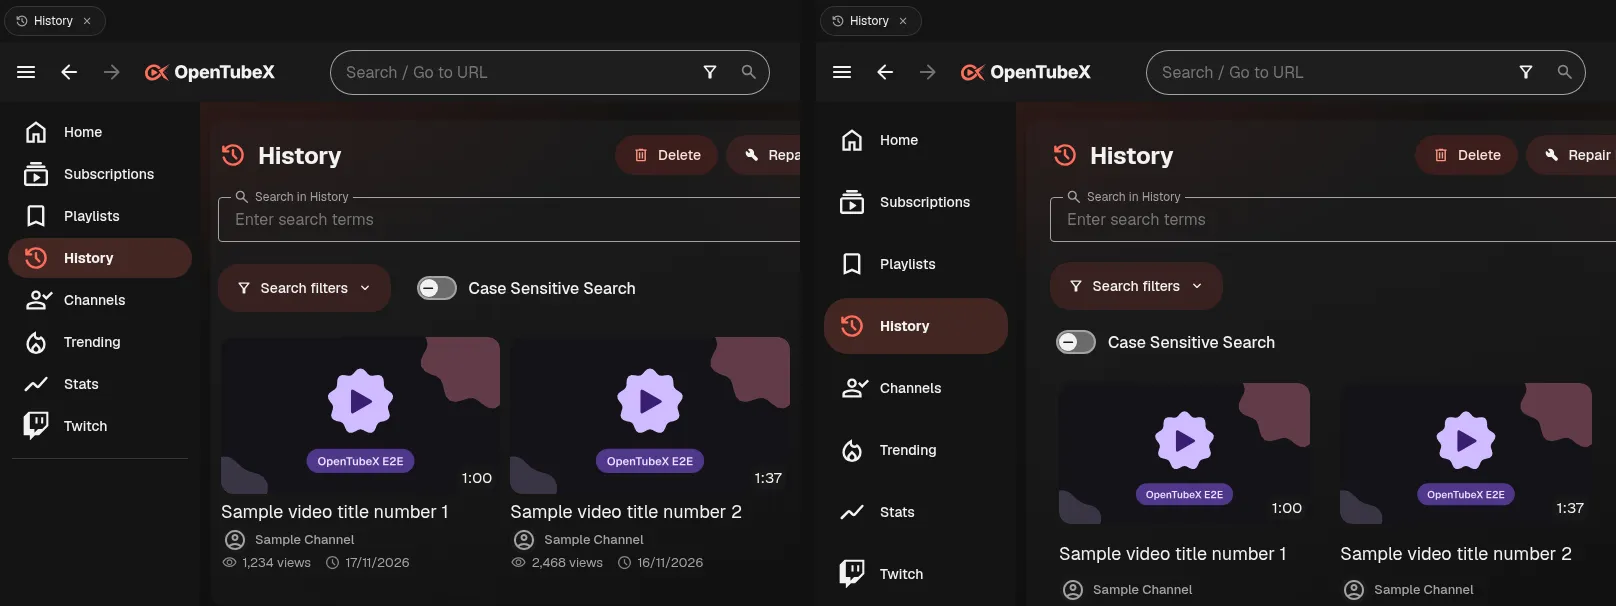 History
OpenTubeX
Search / Go to URL
Home
Subscriptions
Playlists
History
Channels
Trending
Stats
Twitch
History
Delete
Repa
Search in History
Enter search terms
Search filters
Case Sensitive Search
OpenTubeX E2E
1:00
Sample video title number 1
Sample Channel
1,234 views 17/11/2026
OpenTubeX E2E
1:37
Sample video title number 2
Sample Channel
2,468 views 16/11/2026
History
OpenTubeX
Search / Go to URL
Home
Subscriptions
Playlists
History
Channels
Trending
Stats
Twitch
History
Delete
Repair
Search in History
Enter search terms
Search filters
Case Sensitive Search
OpenTubeX E2E
1:00
Sample video title number 1
Sample Channel
OpenTubeX E2E
1:37
Sample video title number 2
Sample Channel